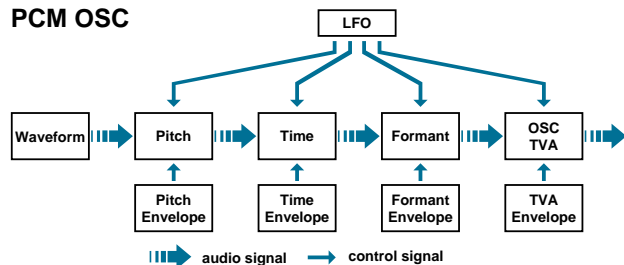 PCM OSC
LFO
Waveform
Pitch
Time
Formant
OSC
TVA
Pitch
Envelope
Time
Envelope
Formant
Envelope
TVA
Envelope
audio signal
control signal